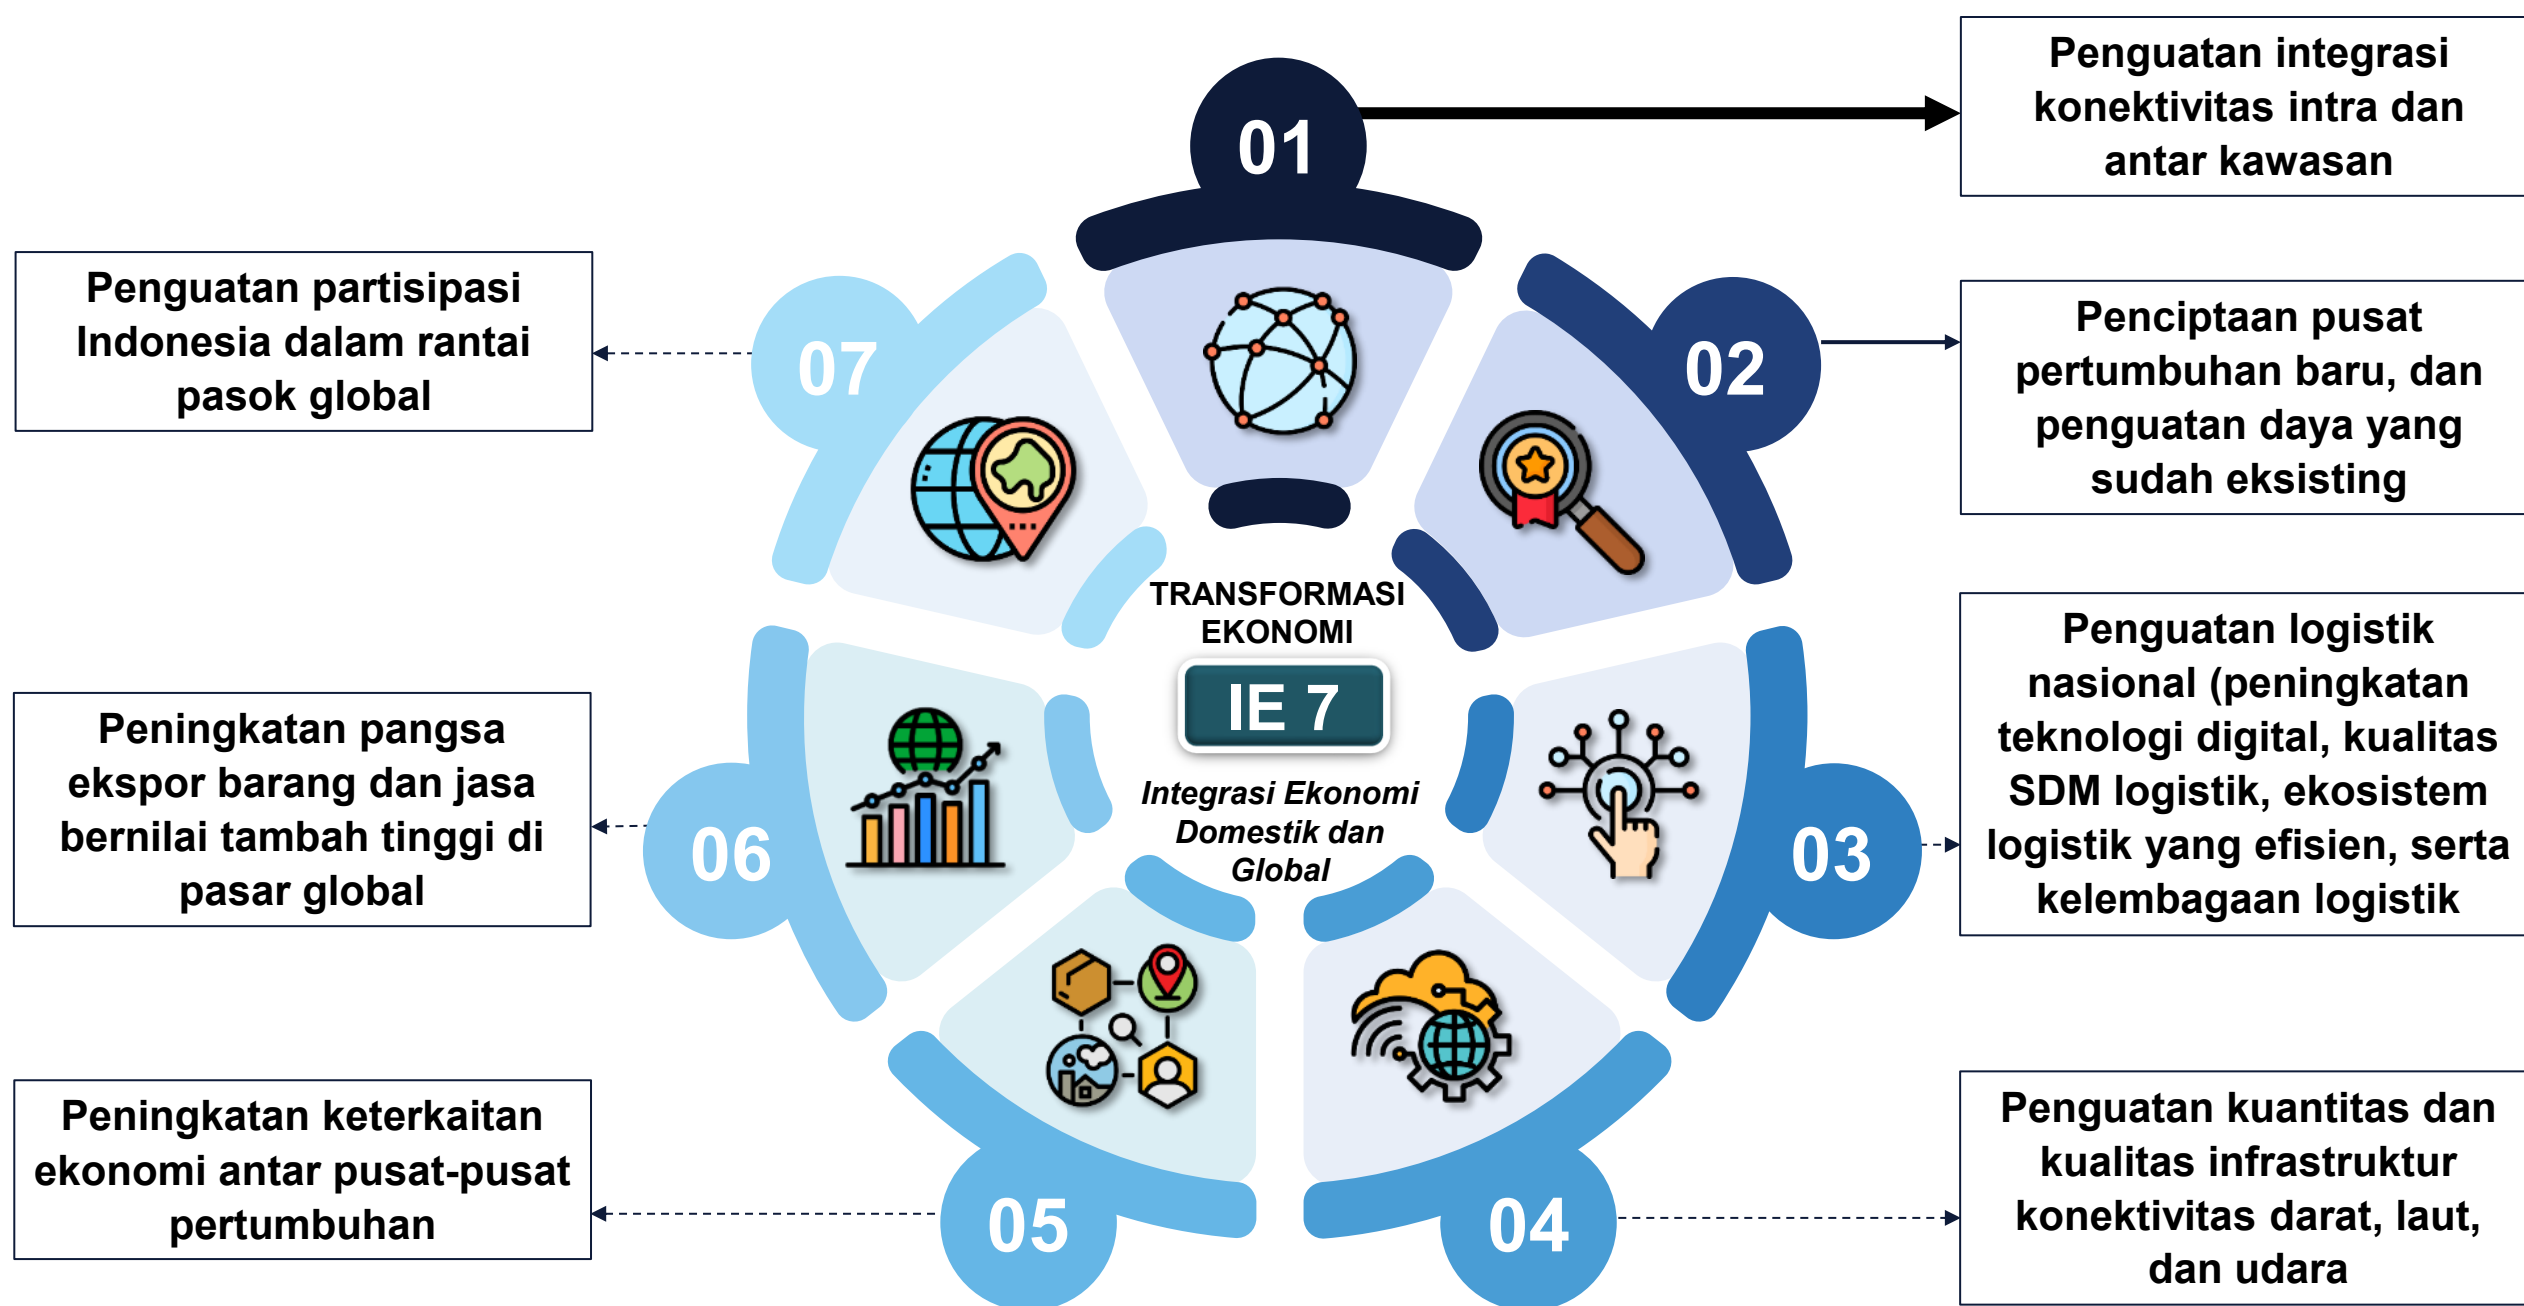 01
Penguatan integrasi
konektivitas intra dan
antar kawasan
02
Penciptaan pusat
pertumbuhan baru, dan
penguatan daya yang
sudah eksisting
03
Penguatan logistik
nasional (peningkatan
teknologi digital, kualitas
SDM logistik, ekosistem
logistik yang efisien, serta
kelembagaan logistik
04
Penguatan kuantitas dan
kualitas infrastruktur
konektivitas darat, laut,
dan udara
05
Peningkatan keterkaitan
ekonomi antar pusat-pusat
pertumbuhan
06
Peningkatan pangsa
ekspor barang dan jasa
bernilai tambah tinggi di
pasar global
07
Penguatan partisipasi
Indonesia dalam rantai
pasok global
TRANSFORMASI
EKONOMI
IE 7
Integrasi Ekonomi
Domestik dan
Global